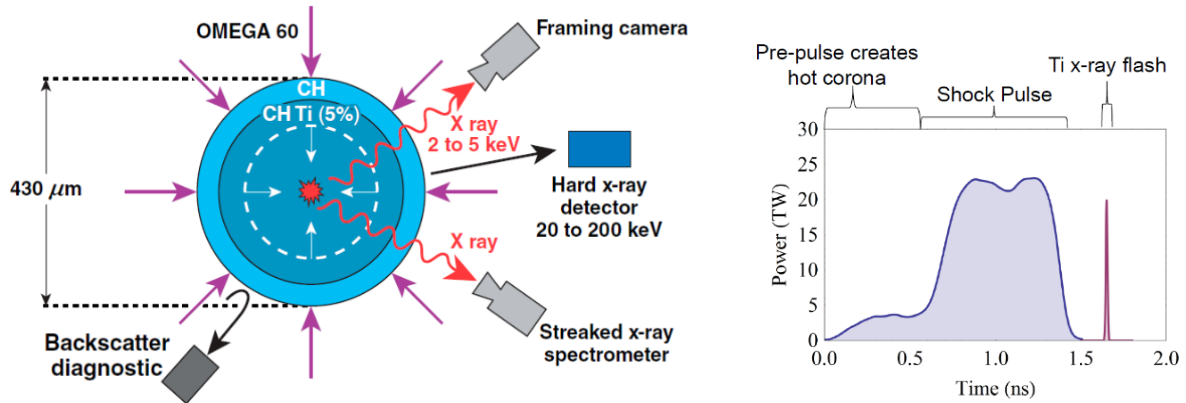 OMEGA 60
Framing camera
CH
CH Ti (5%)
X ray
2 to 5 keV
430 μm
Hard x-ray
detector
20 to 200 keV
X ray
Backscatter
diagnostic
Streaked x-ray
spectrometer
Pre-pulse creates
hot corona
Ti x-ray flash
Shock Pulse
30
25
20
15
10
5
0
Power (TW)
0.0
0.5
1.0
1.5
2.0
Time (ns)